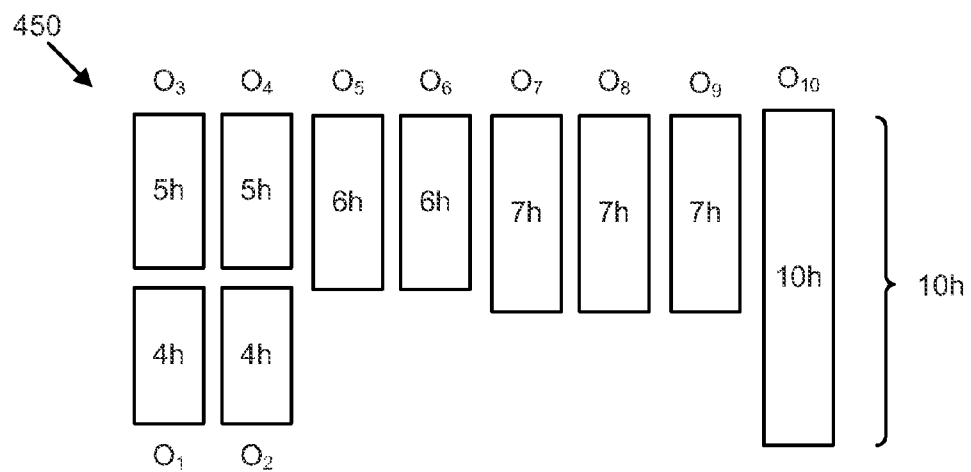 450
O₃ O₄ O₅ O₆ O₇ O₈ O₉ O₁₀
5h 5h 6h 6h 7h 7h 7h 10h 10h
4h 4h
O₁ O₂